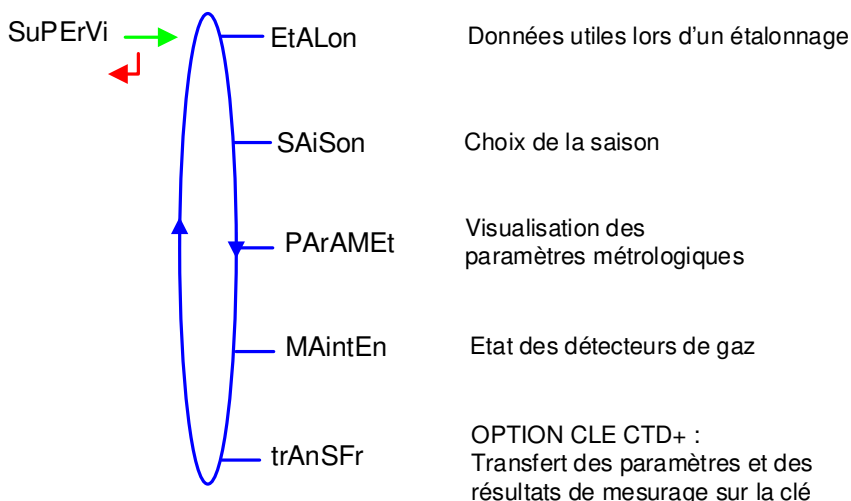 SuPErVi
EtALon Données utiles lors d'un étalonnage
SAiSon Choix de la saison
PArAMEt Visualisation des
paramètres métrologiques
MAintEn Etat des détecteurs de gaz
trAnSFr OPTION CLE CTD+ :
Transfert des paramètres et des
résultats de mesurage sur la clé